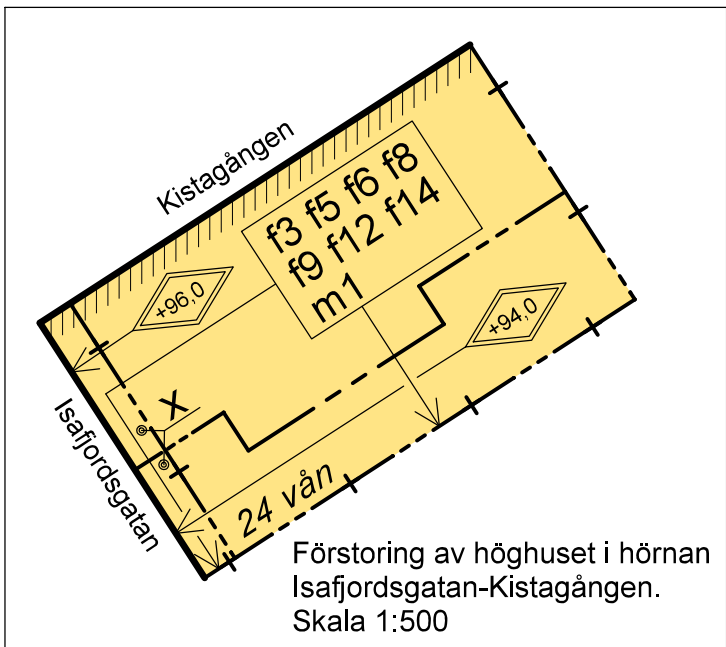 Kistagången
f3 f5 f6 f8
f9 f12 f14
m1
+96,0
+94,0
X
Isafjordsgatan
24 vån
Förstoring av höghuset i hörnan
Isafjordsgatan-Kistagången.
Skala 1:500